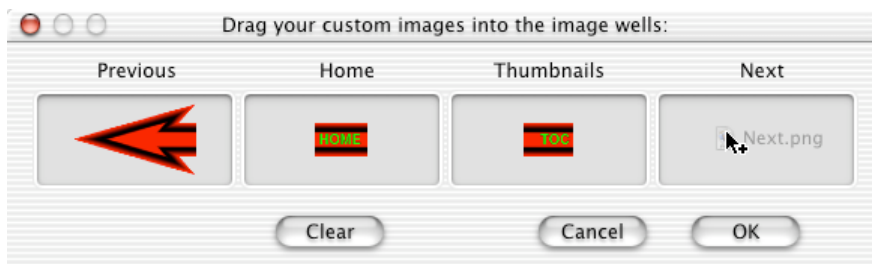 Drag your custom images into the image wells:
Previous Home Thumbnails Next
HOME TOC Next.png
Clear Cancel OK